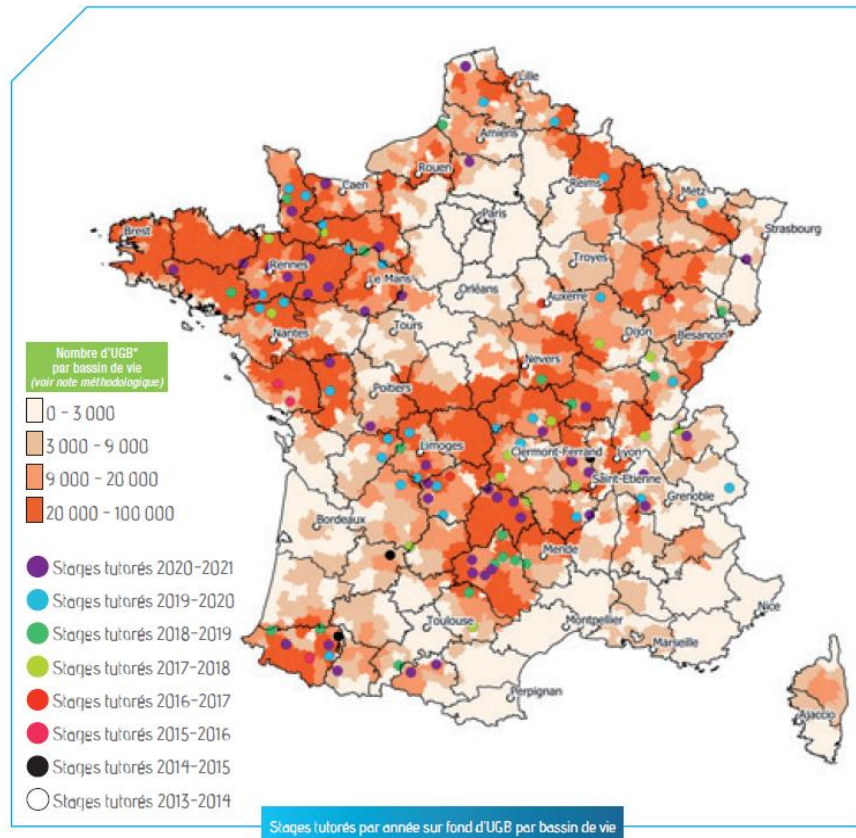 Lille
Amiens
Rouen
Caen
Reims
Metz
Paris
Strasbourg
Brest
Rennes
Le Mans
Troyes
Orléans
Auxerre
Nantes
Tours
Dijon
Besançon
Nevers
Poitiers
Limoges
Clermont-Ferrand
Lyon
Saint-Etienne
Grenoble
Bordeaux
Mende
Toulouse
Montpellier
Nice
Marseille
Perpignan
Ajaccio
Nombre d'UGB*
par bassin de vie
(voir note méthodologique)
0 - 3 000
3 000 - 9 000
9 000 - 20 000
20 000 - 100 000
Stages tutorés 2020-2021
Stages tutorés 2019-2020
Stages tutorés 2018-2019
Stages tutorés 2017-2018
Stages tutorés 2016-2017
Stages tutorés 2015-2016
Stages tutorés 2014-2015
Stages tutorés 2013-2014
Stages tutorés par année sur fond d'UGB par bassin de vie